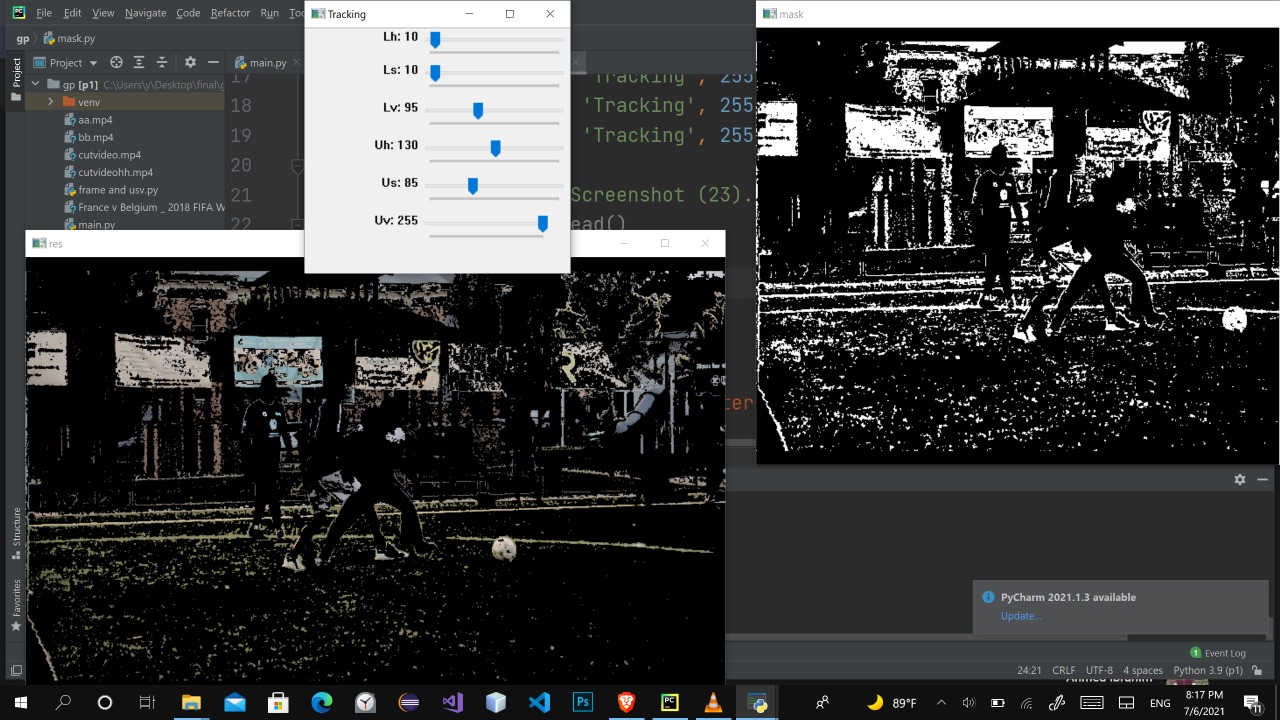 File Edit View Navigate Code Refactor Run
Tracking
mask
gp mask.py
Lh: 10
Ls: 10
Lv: 95
Uh: 130
Us: 85
Uv: 255
Project
main.py
gp [p1] C:\Users\y\Desktop\final\
venv
aa.mp4
bb.mp4
cutvideo.mp4
cutvideohh.mp4
frame and usv.py
France v Belgium _ 2018 FIFA W
main.py
17
18
19
20
21
22
'Tracking', 255
'Tracking', 255
'Tracking', 255
Screenshot (23).
ead()
res
Project
Structure
Favorites
PyCharm 2021.1.3 available
Update...
1 Event Log
24:21 CRLF UTF-8 4 spaces Python 3.9 (p1)
89°F ENG
8:17 PM
7/6/2021